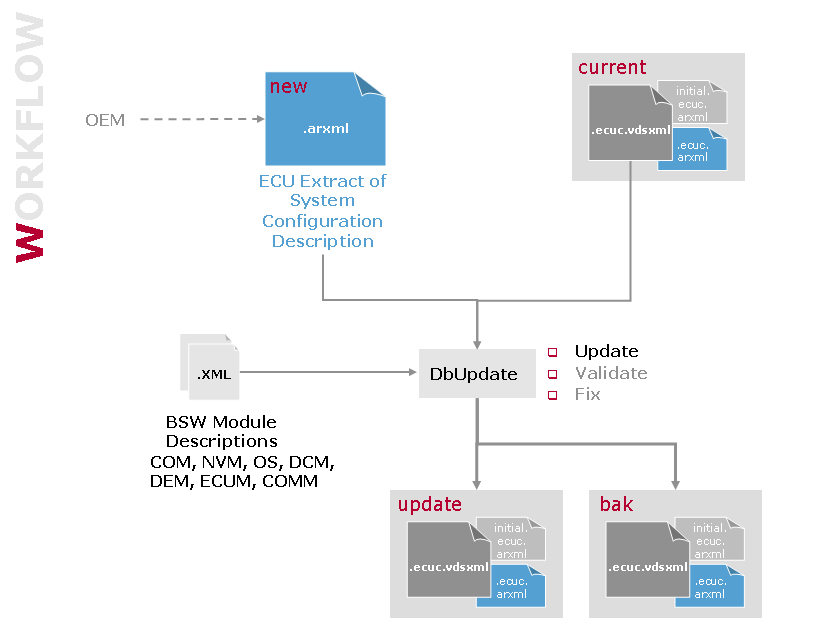 WORKFLOW
OEM
new
.arxml
ECU Extract of
System
Configuration
Description
current
.ecuc.vdsxml
initial.
ecuc.
arxml
.ecuc.
arxml
.XML
BSW Module
Descriptions
COM, NVM, OS, DCM,
DEM, ECUM, COMM
DbUpdate
Update
Validate
Fix
update
.ecuc.vdsxml
initial.
ecuc.
arxml
.ecuc.
arxml
bak
.ecuc.vdsxml
initial.
ecuc.
arxml
.ecuc.
arxml